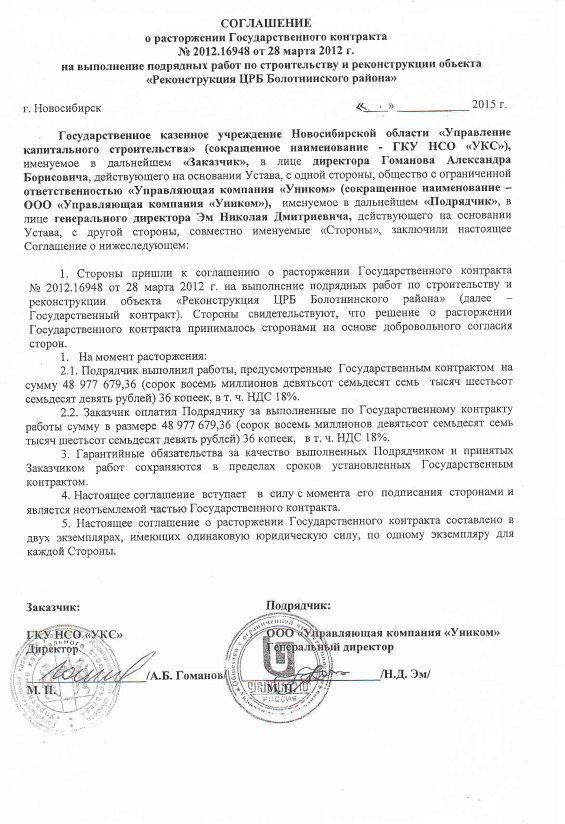 СОГЛАШЕНИЕ
о расторжении Государственного контракта
№ 2012.16948 от 28 марта 2012 г.
на выполнение подрядных работ по строительству и реконструкции объекта
«Реконструкция ЦРБ Болотнинского района»
г. Новосибирск «____» ____________ 2015 г.
Государственное казенное учреждение Новосибирской области «Управление
капитального строительства» (сокращенное наименование - ГКУ НСО «УКС»),
именуемое в дальнейшем «Заказчик», в лице директора Гоманова Александра
Борисовича, действующего на основании Устава, с одной стороны, общество с ограниченной
ответственностью «Управляющая компания «Уником» (сокращенное наименование –
ООО «Управляющая компания «Уником»), именуемое в дальнейшем «Подрядчик», в
лице генерального директора Эм Николая Дмитриевича, действующего на основании
Устава, с другой стороны, совместно именуемые «Стороны», заключили настоящее
Соглашение о нижеследующем:
1. Стороны пришли к соглашению о расторжении Государственного контракта
№ 2012.16948 от 28 марта 2012 г. на выполнение подрядных работ по строительству и
реконструкции объекта «Реконструкция ЦРБ Болотнинского района» (далее –
Государственный контракт). Стороны свидетельствуют, что решение о расторжении
Государственного контракта принималось сторонами на основе добровольного согласия
сторон.
1. На момент расторжения:
2.1. Подрядчик выполнил работы, предусмотренные Государственным контрактом на
сумму 48 977 679,36 (сорок восемь миллионов девятьсот семьдесят семь тысяч шестьсот
семьдесят девять рублей) 36 копеек, в т. ч. НДС 18%.
2.2. Заказчик оплатил Подрядчику за выполненные по Государственному контракту
работы сумму в размере 48 977 679,36 (сорок восемь миллионов девятьсот семьдесят семь
тысяч шестьсот семьдесят девять рублей) 36 копеек, в т. ч. НДС 18%.
3. Гарантийные обязательства за качество выполненных Подрядчиком и принятых
Заказчиком работ сохраняются в пределах сроков установленных Государственным
контрактом.
4. Настоящее соглашение вступает в силу с момента его подписания сторонами и
является неотъемлемой частью Государственного контракта.
5. Настоящее соглашение о расторжении Государственного контракта составлено в
двух экземплярах, имеющих одинаковую юридическую силу, по одному экземпляру для
каждой Стороны.
Заказчик: Подрядчик:
ГКУ НСО «УКС» ООО «Управляющая компания «Уником»
Директор Генеральный директор
/А.Б. Гоманов/ /Н.Д. Эм/
М. П. М. П.
УНИКОМ
РОССИЯ